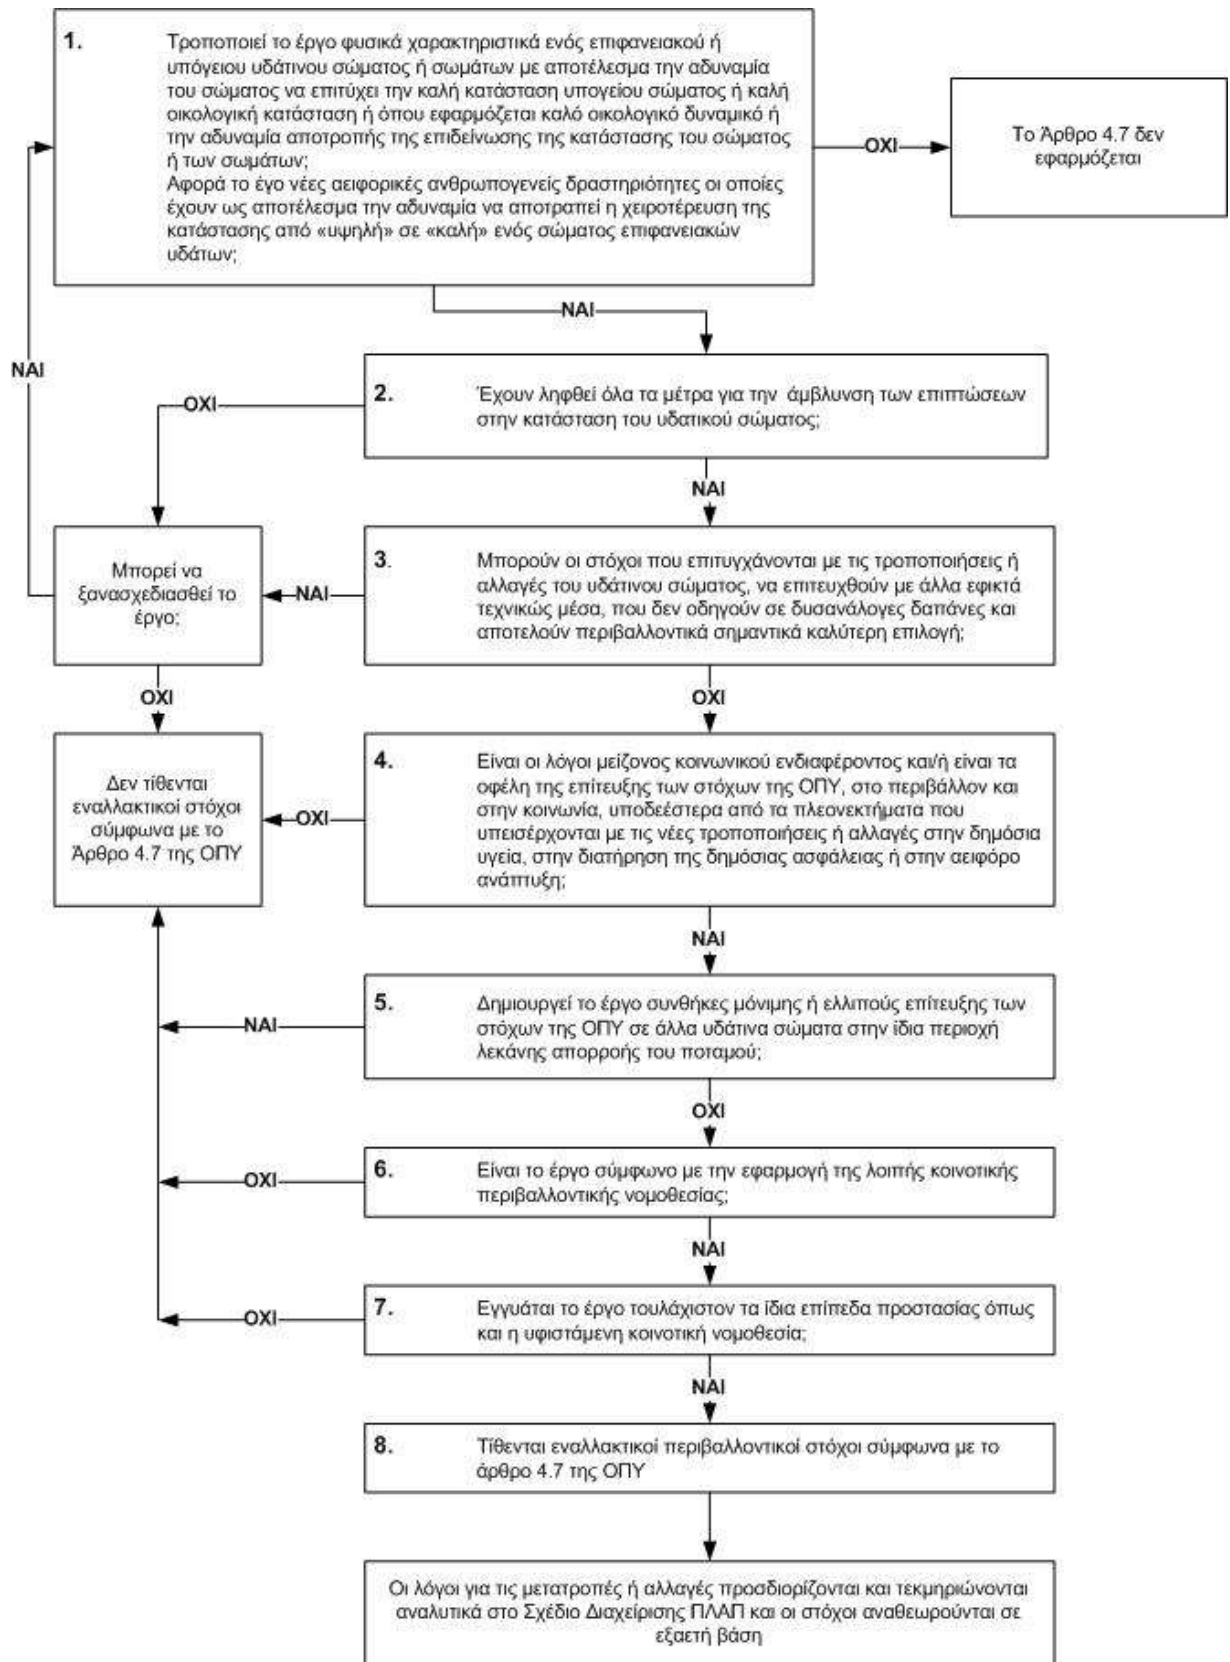 1. Τροποποιεί το έργο φυσικά χαρακτηριστικά ενός επιφανειακού ή
υπόγειου υδάτινου σώματος ή σωμάτων με αποτέλεσμα την αδυναμία
του σώματος να επιτύχει την καλή κατάσταση υπογείου σώματος ή καλή
οικολογική κατάσταση ή όπου εφαρμόζεται καλό οικολογικό δυναμικό ή
την αδυναμία αποτροπής της επιδείνωσης της κατάστασης του σώματος
ή των σωμάτων;
Αφορά το έγο νέες αειφορικές ανθρωπογενείς δραστηριότητες οι οποίες
έχουν ως αποτέλεσμα την αδυναμία να αποτραπεί η χειροτέρευση της
κατάστασης από «υψηλή» σε «καλή» ενός σώματος επιφανειακών
υδάτων;
ΟΧΙ
Το Άρθρο 4.7 δεν
εφαρμόζεται
ΝΑΙ
ΝΑΙ
2. Έχουν ληφθεί όλα τα μέτρα για την άμβλυνση των επιπτώσεων
στην κατάσταση του υδατικού σώματος;
ΟΧΙ
ΝΑΙ
Μπορεί να
ξανασχεδιασθεί το
έργο;
ΝΑΙ
3. Μπορούν οι στόχοι που επιτυγχάνονται με τις τροποποιήσεις ή
αλλαγές του υδάτινου σώματος, να επιτευχθούν με άλλα εφικτά
τεχνικώς μέσα, που δεν οδηγούν σε δυσανάλογες δαπάνες και
αποτελούν περιβαλλοντικά σημαντικά καλύτερη επιλογή;
ΟΧΙ
ΟΧΙ
Δεν τίθενται
εναλλακτικοί στόχοι
σύμφωνα με το
Άρθρο 4.7 της ΟΠΥ
ΟΧΙ
4. Είναι οι λόγοι μείζονος κοινωνικού ενδιαφέροντος και/ή είναι τα
οφέλη της επίτευξης των στόχων της ΟΠΥ, στο περιβάλλον και
στην κοινωνία, υποδεέστερα από τα πλεονεκτήματα που
υπεισέρχονται με τις νέες τροποποιήσεις ή αλλαγές στην δημόσια
υγεία, στην διατήρηση της δημόσιας ασφάλειας ή στην αειφόρο
ανάπτυξη;
ΝΑΙ
5. Δημιουργεί το έργο συνθήκες μόνιμης ή ελλιπούς επίτευξης των
στόχων της ΟΠΥ σε άλλα υδάτινα σώματα στην ίδια περιοχή
λεκάνης απορροής του ποταμού;
ΝΑΙ
ΟΧΙ
6. Είναι το έργο σύμφωνο με την εφαρμογή της λοιπής κοινοτικής
περιβαλλοντικής νομοθεσίας;
ΟΧΙ
ΝΑΙ
7. Εγγυάται το έργο τουλάχιστον τα ίδια επίπεδα προστασίας όπως
και η υφιστάμενη κοινοτική νομοθεσία;
ΟΧΙ
ΝΑΙ
8. Τίθενται εναλλακτικοί περιβαλλοντικοί στόχοι σύμφωνα με το
άρθρο 4.7 της ΟΠΥ
Οι λόγοι για τις μετατροπές ή αλλαγές προσδιορίζονται και τεκμηριώνονται
αναλυτικά στο Σχέδιο Διαχείρισης ΠΛΑΠ και οι στόχοι αναθεωρούνται σε
εξαετή βάση